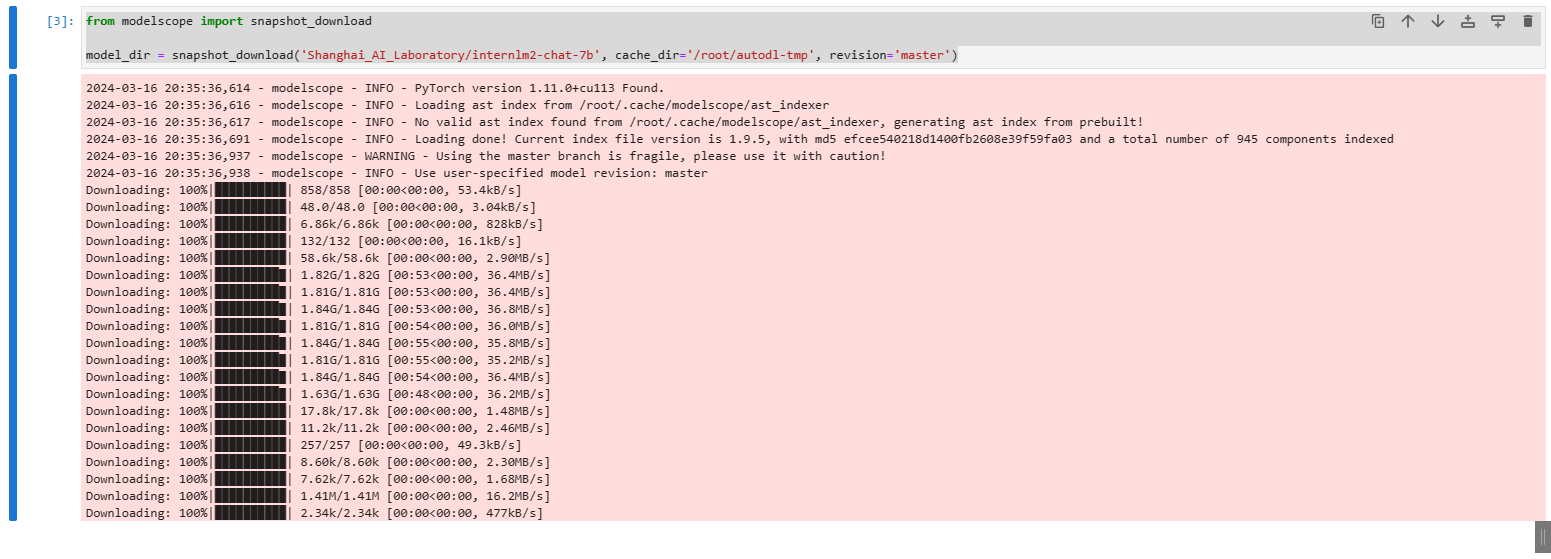 [3]: from modelscope import snapshot_download
model_dir = snapshot_download('Shanghai_AI_Laboratory/internlm2-chat-7b', cache_dir='/root/autodl-tmp', revision='master')
2024-03-16 20:35:36,614 - modelscope - INFO - PyTorch version 1.11.0+cu113 Found.
2024-03-16 20:35:36,616 - modelscope - INFO - Loading ast index from /root/.cache/modelscope/ast_indexer
2024-03-16 20:35:36,617 - modelscope - INFO - No valid ast index found from /root/.cache/modelscope/ast_indexer, generating ast index from prebuilt!
2024-03-16 20:35:36,691 - modelscope - INFO - Loading done! Current index file version is 1.9.5, with md5 efcee540218d1400fb2608e39f59fa03 and a total number of 945 components indexed
2024-03-16 20:35:36,937 - modelscope - WARNING - Using the master branch is fragile, please use it with caution!
2024-03-16 20:35:36,938 - modelscope - INFO - Use user-specified model revision: master
Downloading: 100%|██████████| 858/858 [00:00<00:00, 53.4kB/s]
Downloading: 100%|██████████| 48.0/48.0 [00:00<00:00, 3.04kB/s]
Downloading: 100%|██████████| 6.86k/6.86k [00:00<00:00, 828kB/s]
Downloading: 100%|██████████| 132/132 [00:00<00:00, 16.1kB/s]
Downloading: 100%|██████████| 58.6k/58.6k [00:00<00:00, 2.90MB/s]
Downloading: 100%|█████████▉| 1.82G/1.82G [00:53<00:00, 36.4MB/s]
Downloading: 100%|█████████▉| 1.81G/1.81G [00:53<00:00, 36.4MB/s]
Downloading: 100%|█████████▉| 1.84G/1.84G [00:53<00:00, 36.8MB/s]
Downloading: 100%|█████████▉| 1.81G/1.81G [00:54<00:00, 36.0MB/s]
Downloading: 100%|█████████▉| 1.84G/1.84G [00:55<00:00, 35.8MB/s]
Downloading: 100%|█████████▉| 1.81G/1.81G [00:55<00:00, 35.2MB/s]
Downloading: 100%|█████████▉| 1.84G/1.84G [00:54<00:00, 36.4MB/s]
Downloading: 100%|█████████▉| 1.63G/1.63G [00:48<00:00, 36.2MB/s]
Downloading: 100%|██████████| 17.8k/17.8k [00:00<00:00, 1.48MB/s]
Downloading: 100%|██████████| 11.2k/11.2k [00:00<00:00, 2.46MB/s]
Downloading: 100%|██████████| 257/257 [00:00<00:00, 49.3kB/s]
Downloading: 100%|██████████| 8.60k/8.60k [00:00<00:00, 2.30MB/s]
Downloading: 100%|██████████| 7.62k/7.62k [00:00<00:00, 1.68MB/s]
Downloading: 100%|██████████| 1.41M/1.41M [00:00<00:00, 16.2MB/s]
Downloading: 100%|██████████| 2.34k/2.34k [00:00<00:00, 477kB/s]